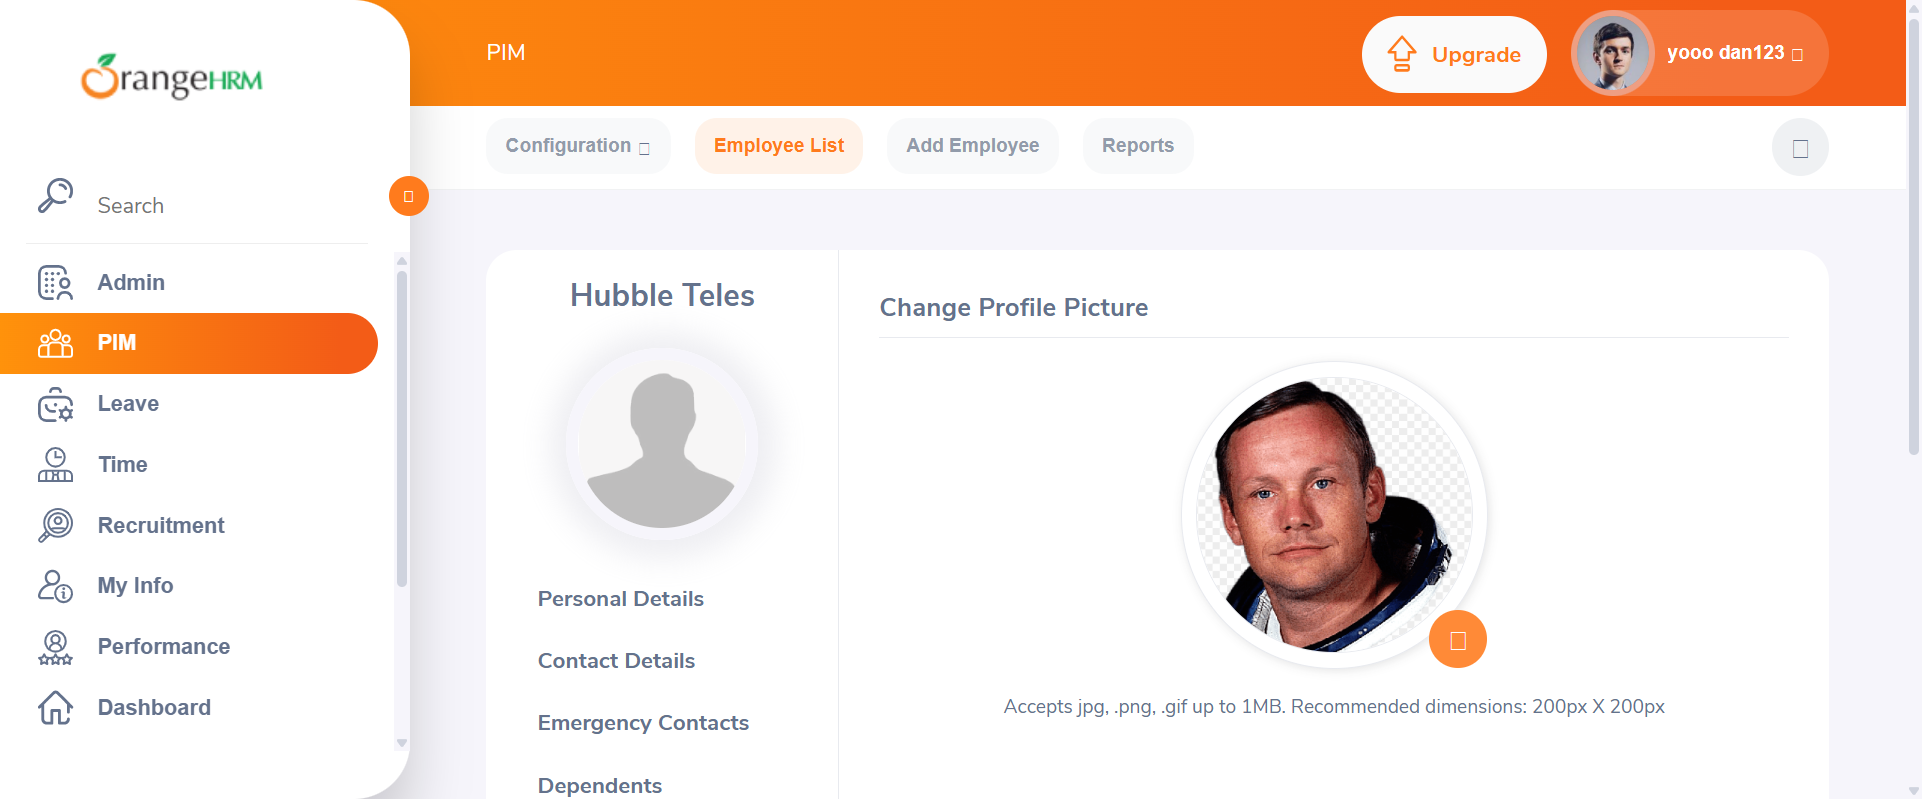 OrangeHRM
PIM
Upgrade
yooo dan123
Configuration
Employee List
Add Employee
Reports
Search
Admin
PIM
Leave
Time
Recruitment
My Info
Performance
Dashboard
Hubble Teles
Personal Details
Contact Details
Emergency Contacts
Dependents
Change Profile Picture
Accepts jpg, .png, .gif up to 1MB. Recommended dimensions: 200px X 200px